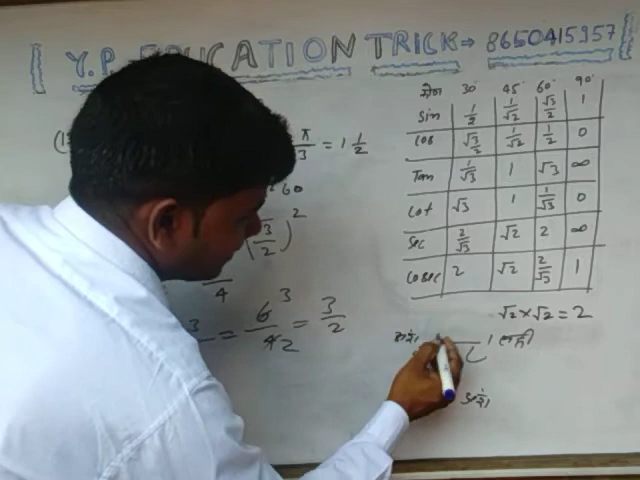 Y.P. EDUCATION TRICK → 8650415957
π/3 = 1 1/2
60
(√3/2)²
4
3 = 6³/4₂ = 3/2
कोण 30° 45° 60° 90°
Sin 1/2 1/√2 √3/2 1
Cos √3/2 1/√2 1/2 0
Tan 1/√3 1 √3 ∞
Cot √3 1 1/√3 0
Sec 2/√3 √2 2 ∞
Cosec 2 √2 2/√3 1
√2 × √2 = 2